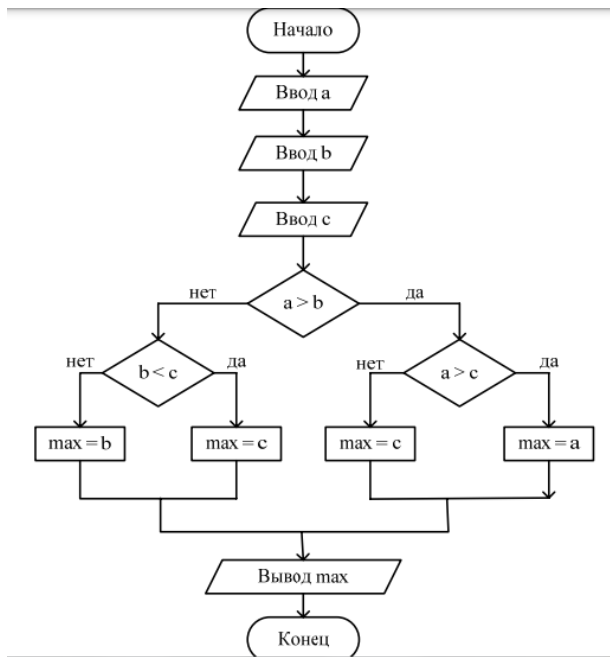 Начало
Ввод a
Ввод b
Ввод c
a > b
нет
да
b < c
нет
да
a > c
нет
да
max = b
max = c
max = c
max = a
Вывод max
Конец